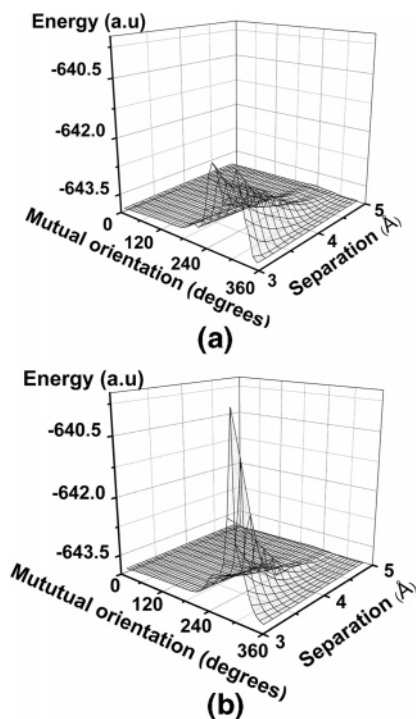 Energy (a.u)
-640.5
-642.0
-643.5
0
120
240
360
3
4
5
Mutual orientation (degrees)
Separation (Å)
(a)
Energy (a.u)
-640.5
-642.0
-643.5
0
120
240
360
3
4
5
Mututual orientation (degrees)
Separation (Å)
(b)